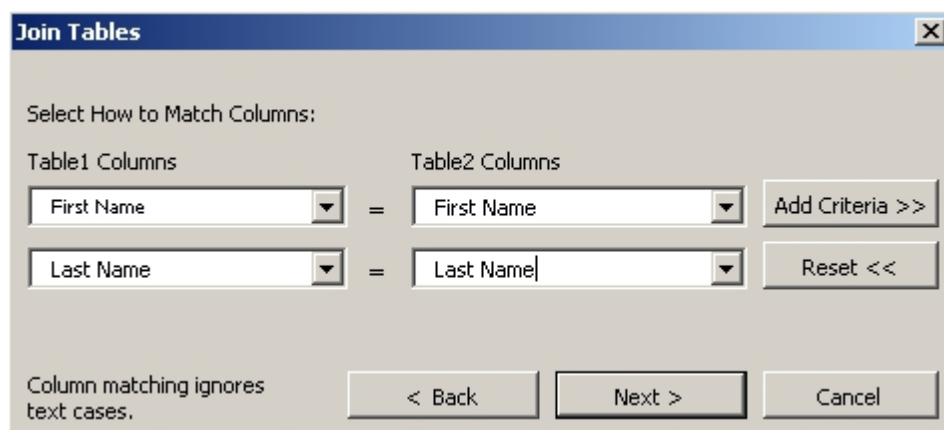 Join Tables
Select How to Match Columns:
Table1 Columns Table2 Columns
First Name = First Name Add Criteria >>
Last Name = Last Name Reset <<
Column matching ignores
text cases.
< Back Next > Cancel